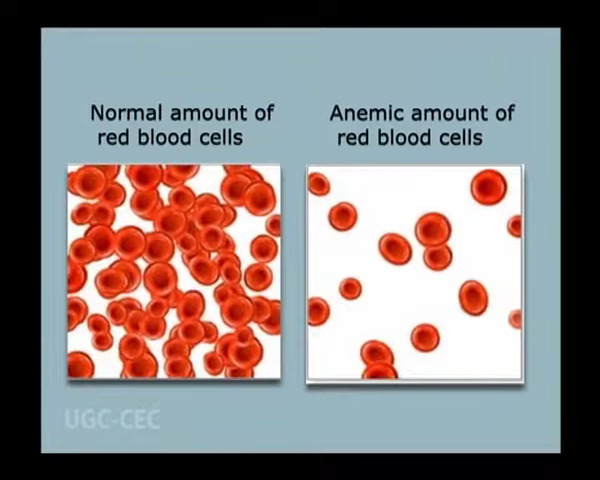 Normal amount of
red blood cells
Anemic amount of
red blood cells
UGC-CEC